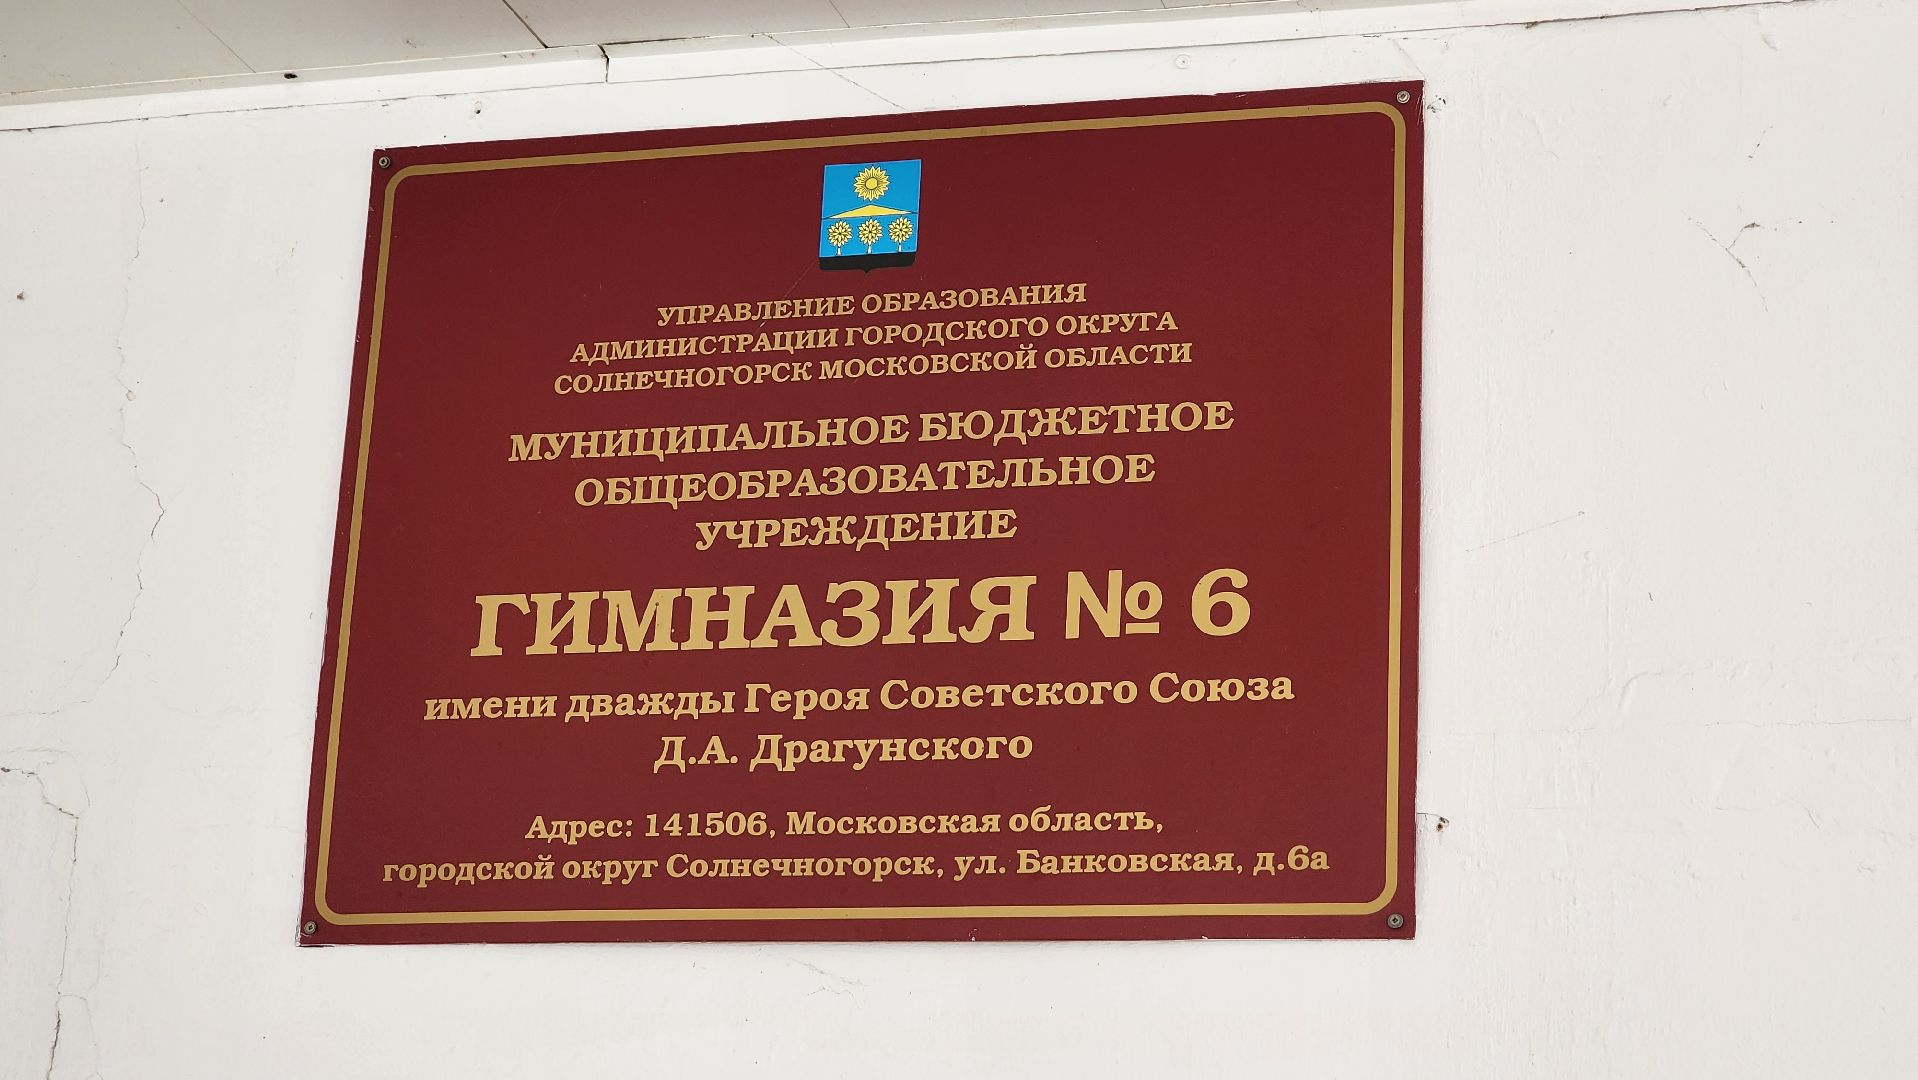 УПРАВЛЕНИЕ ОБРАЗОВАНИЯ
АДМИНИСТРАЦИИ ГОРОДСКОГО ОКРУГА
СОЛНЕЧНОГОРСК МОСКОВСКОЙ ОБЛАСТИ
МУНИЦИПАЛЬНОЕ БЮДЖЕТНОЕ
ОБЩЕОБРАЗОВАТЕЛЬНОЕ
УЧРЕЖДЕНИЕ
ГИМНАЗИЯ № 6
имени дважды Героя Советского Союза
Д.А. Драгунского
Адрес: 141506, Московская область,
городской округ Солнечногорск, ул. Банковская, д.6а